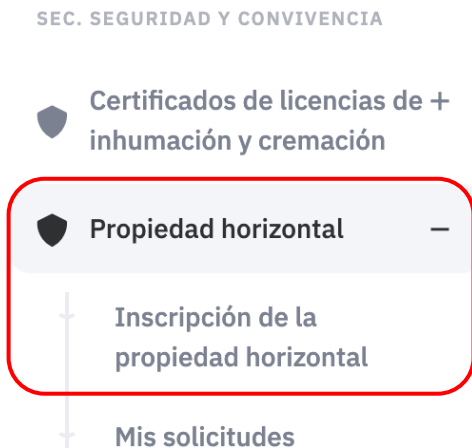 SEC. SEGURIDAD Y CONVIVENCIA
Certificados de licencias de +
inhumación y cremación
Propiedad horizontal −
Inscripción de la
propiedad horizontal
Mis solicitudes